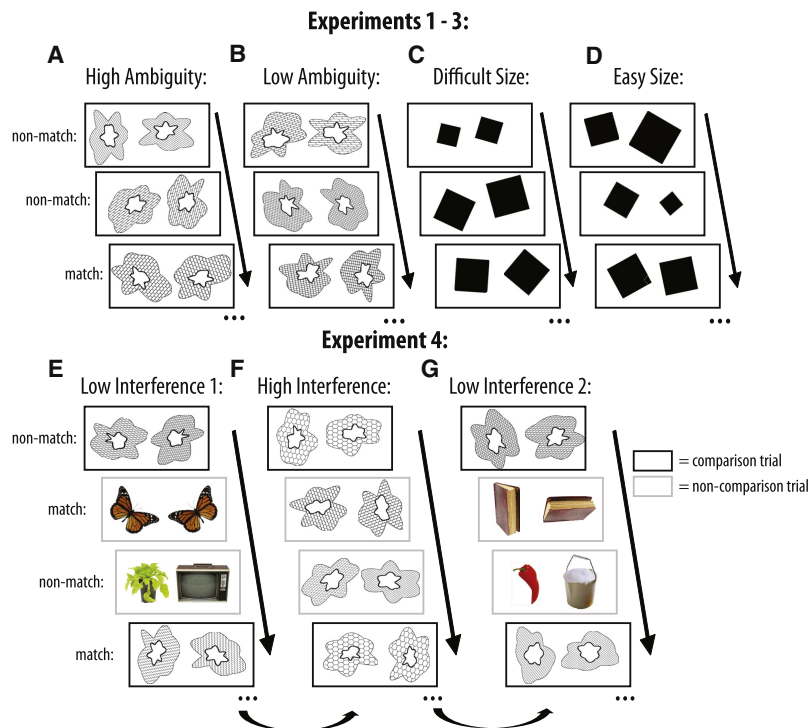 Experiments 1 - 3:
A B C D
High Ambiguity: Low Ambiguity: Difficult Size: Easy Size:
non-match:
non-match:
match:
... ... ... ...
Experiment 4:
E F G
Low Interference 1: High Interference: Low Interference 2:
non-match:
= comparison trial
= non-comparison trial
match:
non-match:
match:
... ... ...